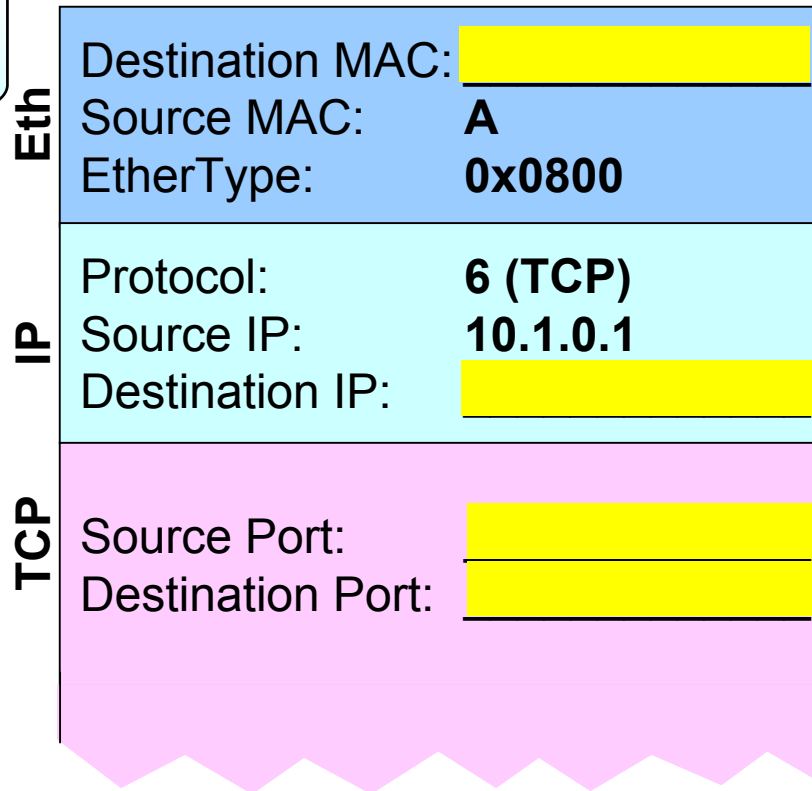 Eth
Destination MAC:
Source MAC: A
EtherType: 0x0800
IP
Protocol: 6 (TCP)
Source IP: 10.1.0.1
Destination IP:
TCP
Source Port:
Destination Port: